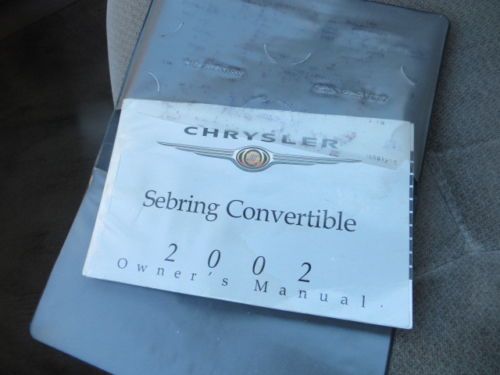 CHRYSLER
Sebring Convertible
2002
Owner's Manual